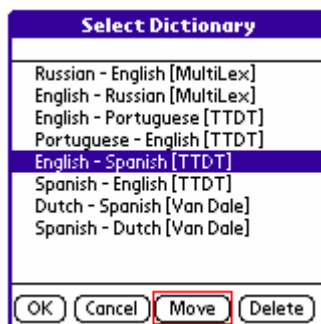 Select Dictionary
Russian - English [MultiLex]
English - Russian [MultiLex]
English - Portuguese [TTDT]
Portuguese - English [TTDT]
English - Spanish [TTDT]
Spanish - English [TTDT]
Dutch - Spanish [Van Dale]
Spanish - Dutch [Van Dale]
OK Cancel Move Delete